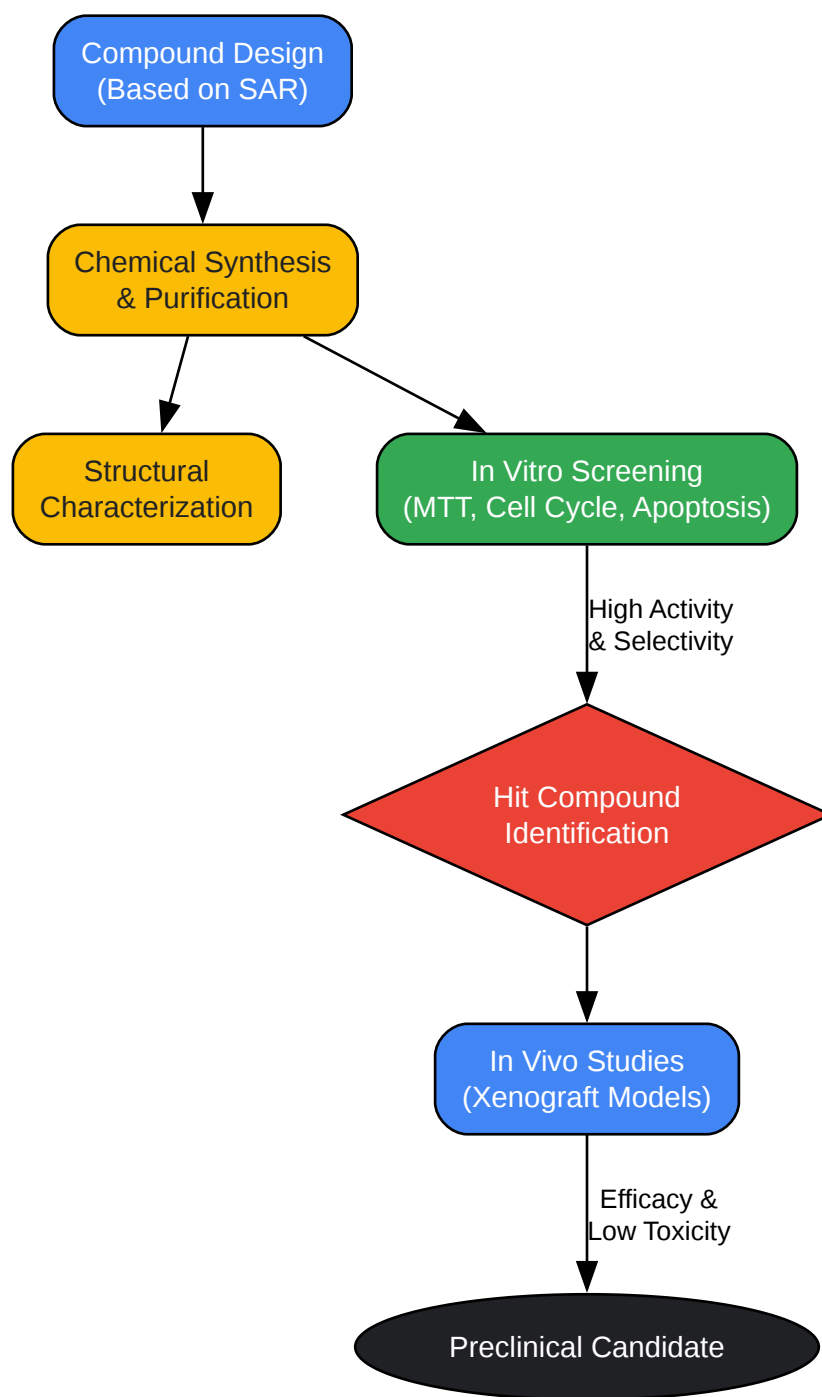 Compound Design
(Based on SAR)
Chemical Synthesis
& Purification
Structural
Characterization
In Vitro Screening
(MTT, Cell Cycle, Apoptosis)
High Activity
& Selectivity
Hit Compound
Identification
In Vivo Studies
(Xenograft Models)
Efficacy &
Low Toxicity
Preclinical Candidate